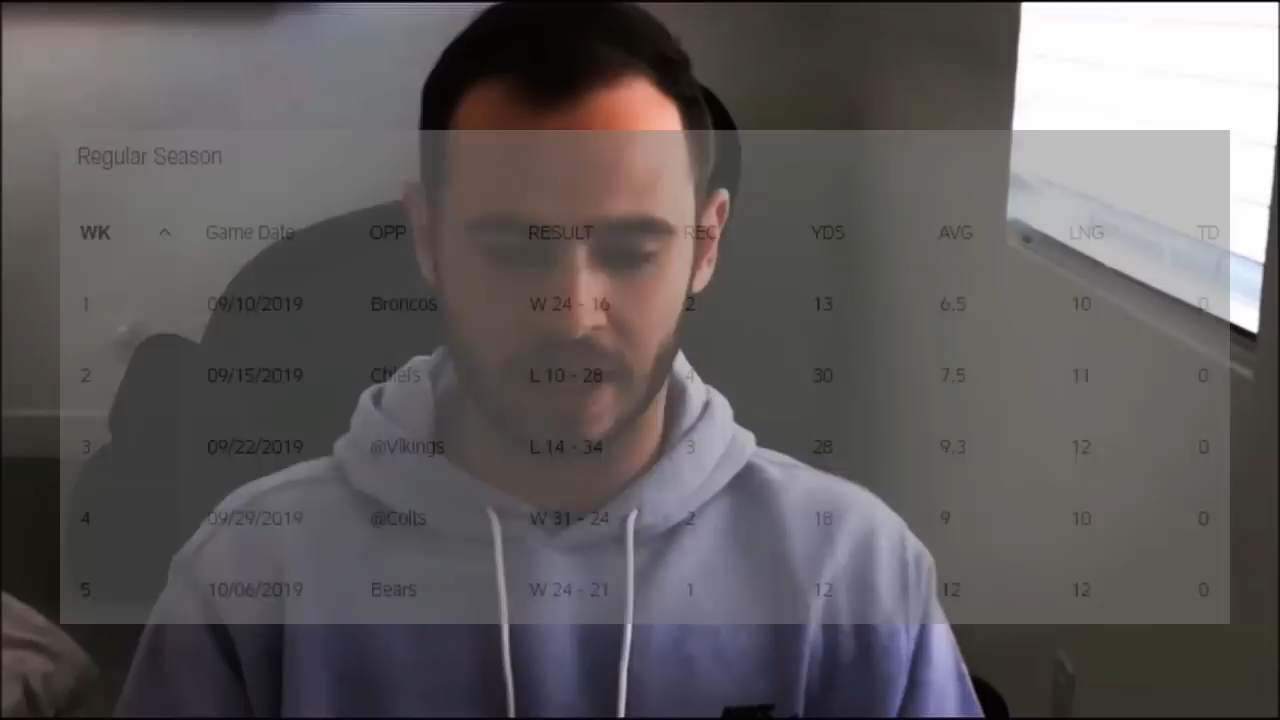 Regular Season
WK Game Date OPP RESULT REC YDS AVG LNG TD
1 09/10/2019 Broncos W 24 - 16 2 13 6.5 10 0
2 09/15/2019 Chiefs L 10 - 28 4 30 7.5 11 0
3 09/22/2019 @Vikings L 14 - 34 3 28 9.3 12 0
4 09/29/2019 @Colts W 31 - 24 2 18 9 10 0
5 10/06/2019 Bears W 24 - 21 1 12 12 12 0